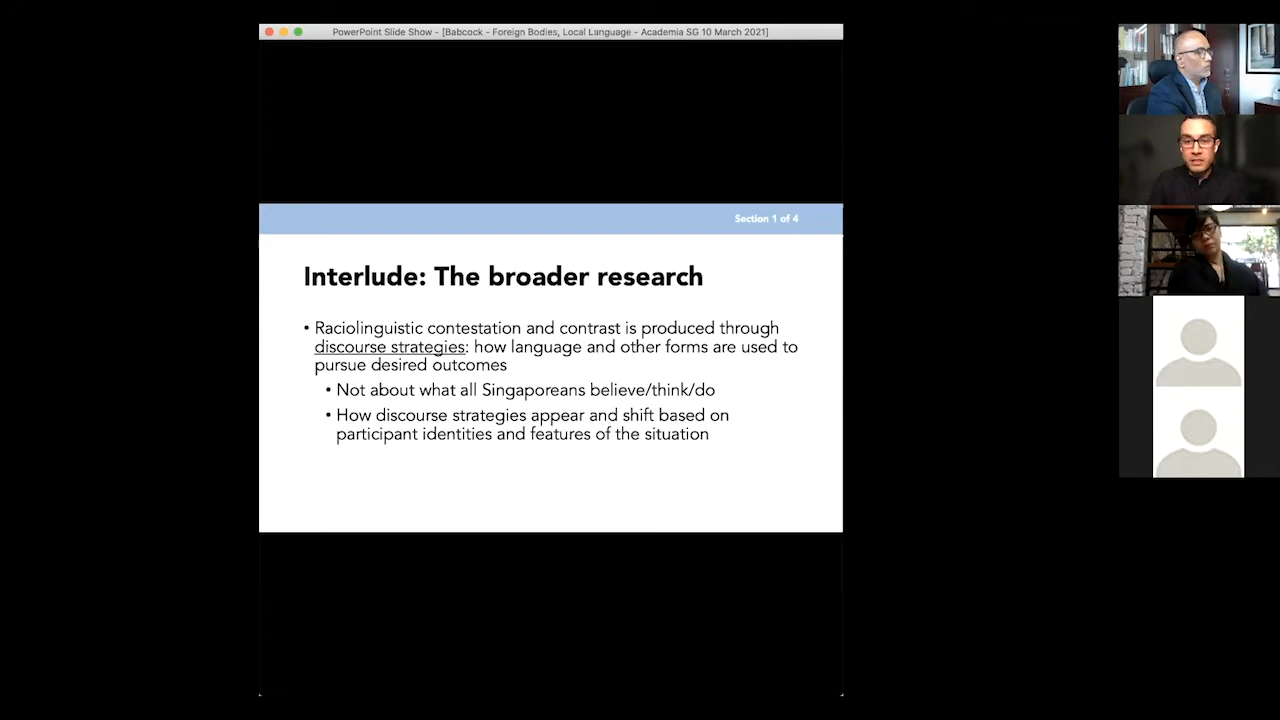 PowerPoint Slide Show - [Babcock - Foreign Bodies, Local Language - Academia SG 10 March 2021]
Section 1 of 4
Interlude: The broader research
• Raciolinguistic contestation and contrast is produced through
discourse strategies: how language and other forms are used to
pursue desired outcomes
• Not about what all Singaporeans believe/think/do
• How discourse strategies appear and shift based on
participant identities and features of the situation